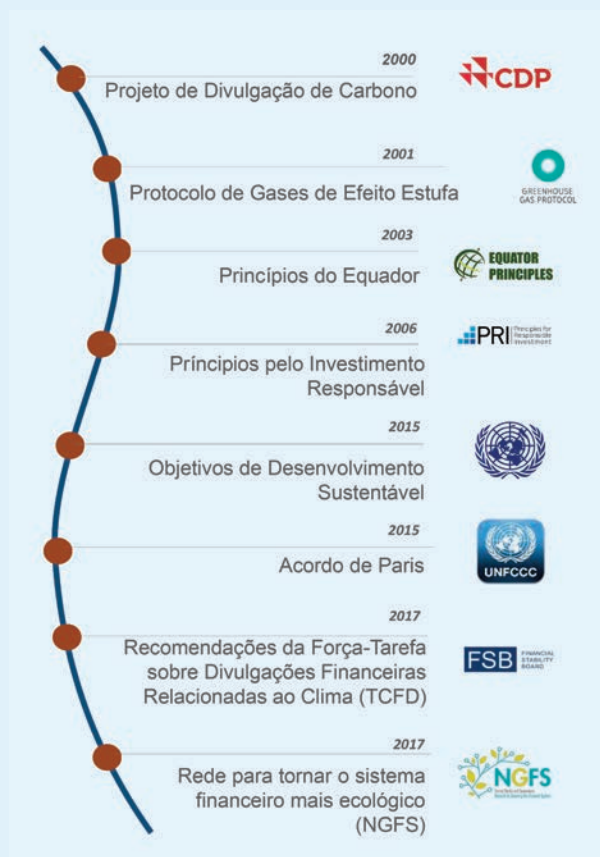 2000
Projeto de Divulgação de Carbono
CDP
2001
Protocolo de Gases de Efeito Estufa
GREENHOUSE
GAS PROTOCOL
2003
Princípios do Equador
EQUATOR
PRINCIPLES
2006
Príncipios pelo Investimento
Responsável
PRI
Principles for
Responsible
Investment
2015
Objetivos de Desenvolvimento
Sustentável
2015
Acordo de Paris
UNFCCC
2017
Recomendações da Força-Tarefa
sobre Divulgações Financeiras
Relacionadas ao Clima (TCFD)
FSB
FINANCIAL
STABILITY
BOARD
2017
Rede para tornar o sistema
financeiro mais ecológico
(NGFS)
NGFS